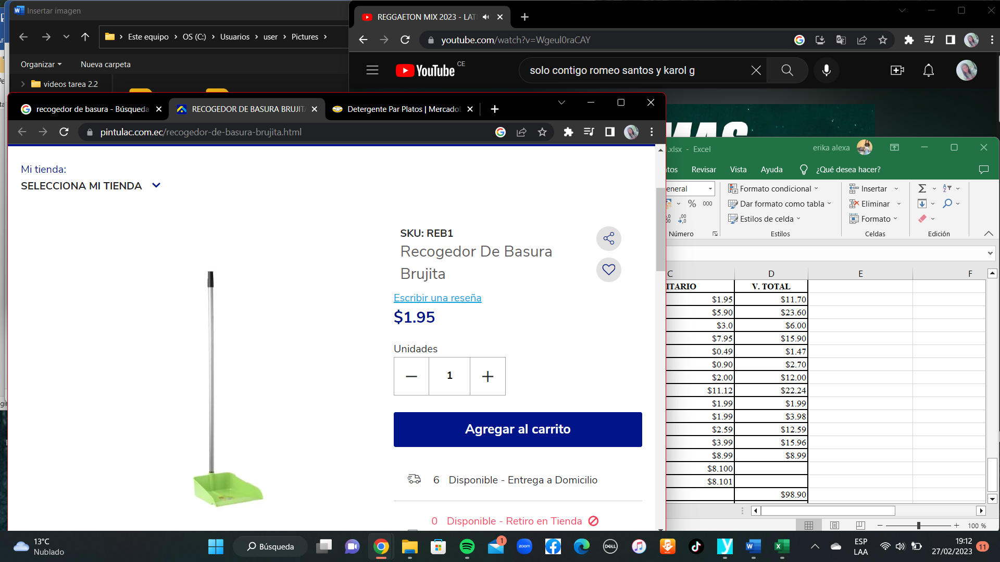 Insertar imagen
Este equipo > OS (C:) > Usuarios > user > Pictures >
Organizar
Nueva carpeta
videos tarea 2.2
REGGAETON MIX 2023 - LATI
youtube.com/watch?v=Wgeul0raCAY
YouTube CE
solo contigo romeo santos y karol g
recogedor de basura - Búsqueda
RECOGEDOR DE BASURA BRUJIT
Detergente Par Platos | MercadoL
pintulac.com.ec/recogedor-de-basura-brujita.html
Mi tienda:
SELECCIONA MI TIENDA
SKU: REB1
Recogedor De Basura
Brujita
Escribir una reseña
$1.95
Unidades
1
Agregar al carrito
6 Disponible - Entrega a Domicilio
0 Disponible - Retiro en Tienda
.xlsx - Excel
erika alexa
tos Revisar Vista Ayuda ¿Qué desea hacer?
eneral
% 000
Número
Formato condicional
Dar formato como tabla
Estilos de celda
Estilos
Insertar
Eliminar
Formato
Celdas
Edición
C D E F
ITARIO V. TOTAL
$1.95 $11.70
$5.90 $23.60
$3.0 $6.00
$7.95 $15.90
$0.49 $1.47
$0.90 $2.70
$2.00 $12.00
$11.12 $22.24
$1.99 $1.99
$1.99 $3.98
$2.59 $12.59
$3.99 $15.96
$8.99 $8.99
$8.100
$8.101
$98.90
100 %
13°C
Nublado
Búsqueda
1
zoom
DELL
ESP
LAA
19:12
27/02/2023
11